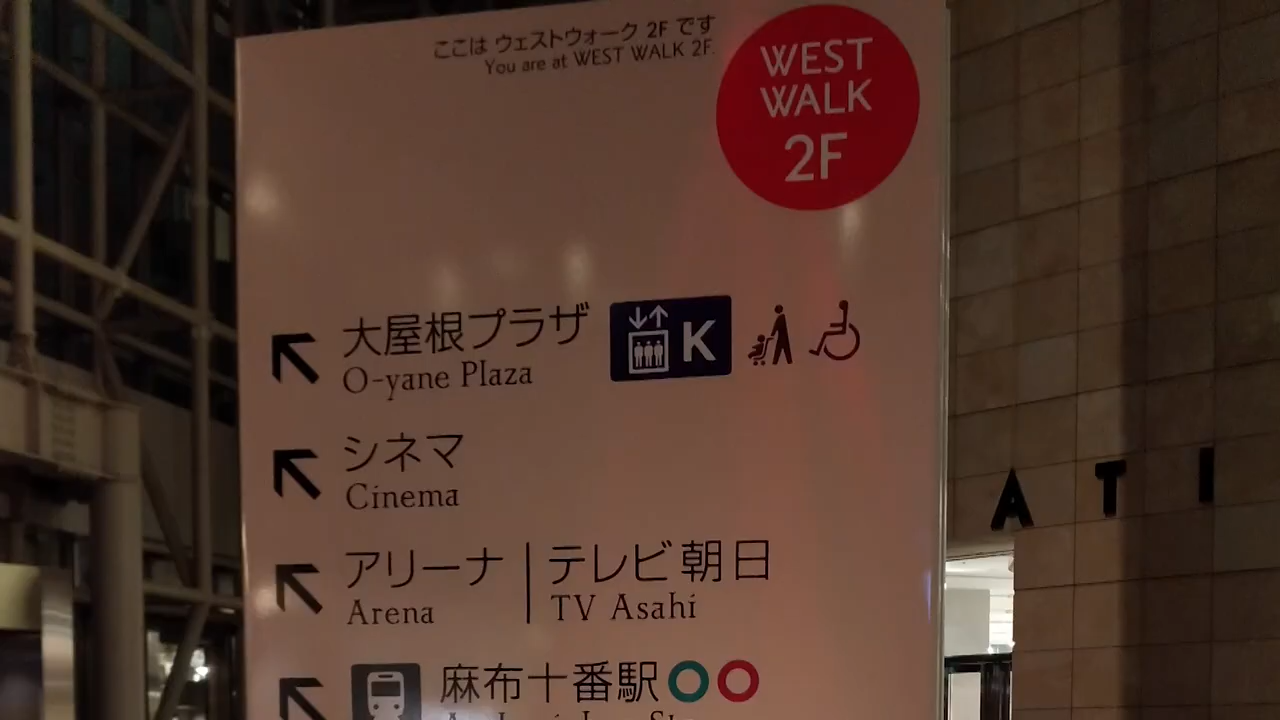 ここは ウェストウォーク 2F です
You are at WEST WALK 2F.
WEST
WALK
2F
大屋根プラザ
O-yane Plaza
K
シネマ
Cinema
アリーナ
Arena
テレビ朝日
TV Asahi
麻布十番駅
A T I